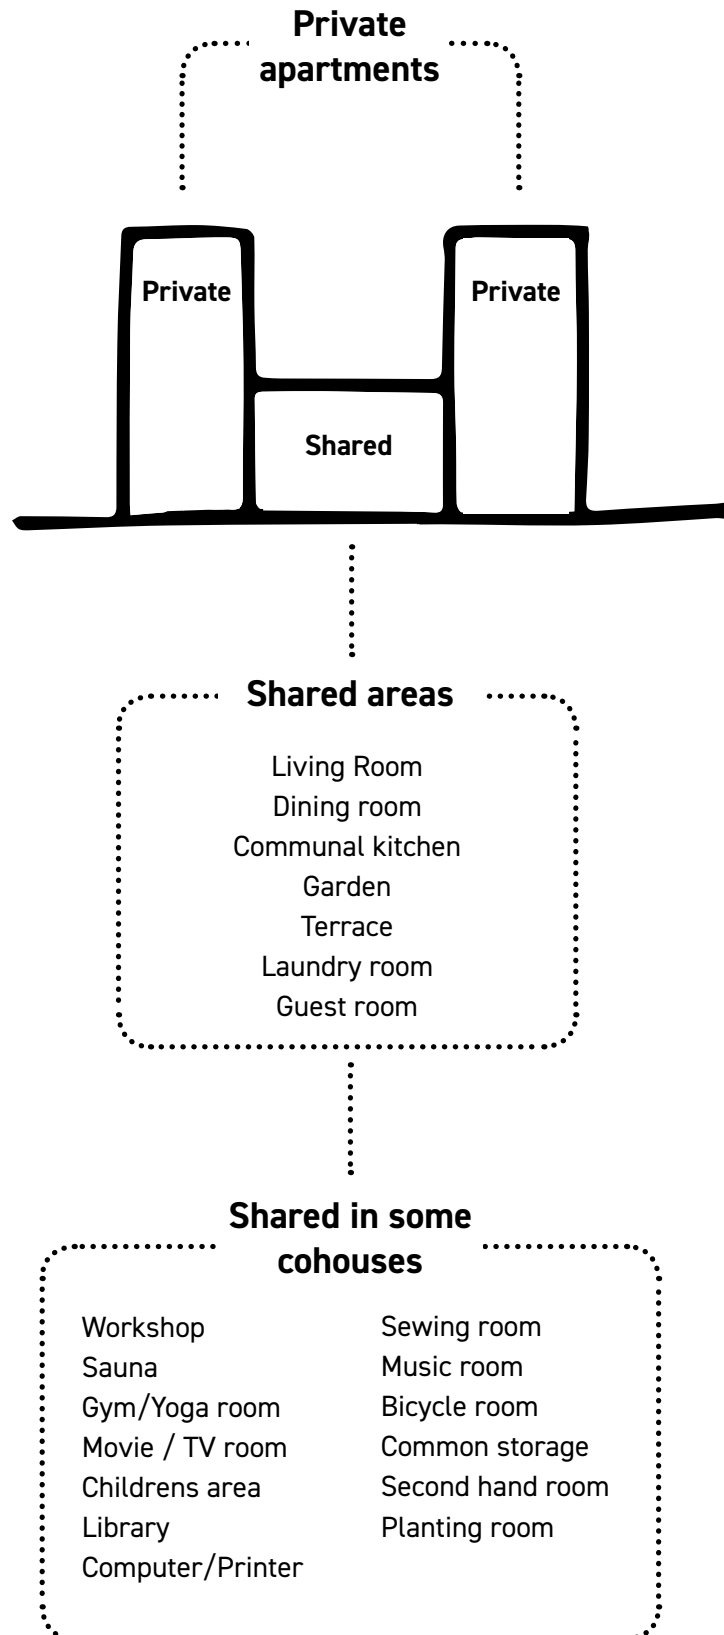 Private
apartments
Private
Private
Shared
Shared areas
Living Room
Dining room
Communal kitchen
Garden
Terrace
Laundry room
Guest room
Shared in some
cohouses
Workshop
Sauna
Gym/Yoga room
Movie / TV room
Childrens area
Library
Computer/Printer
Sewing room
Music room
Bicycle room
Common storage
Second hand room
Planting room